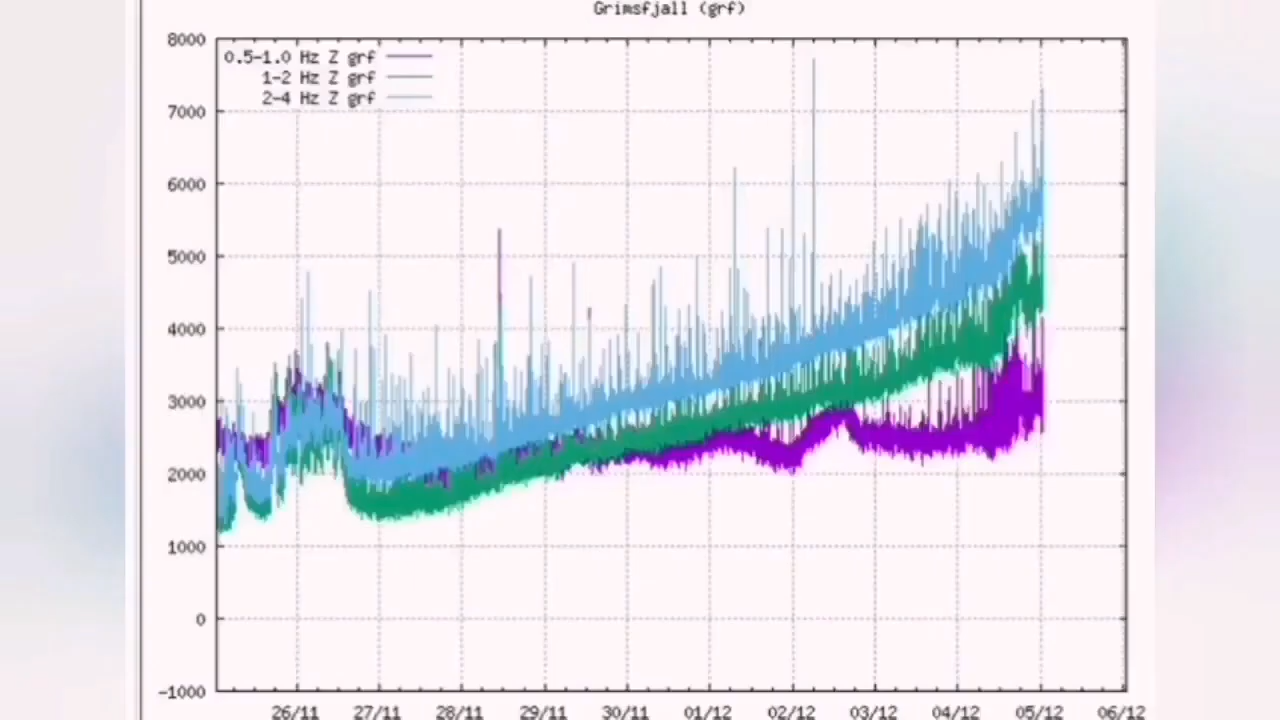 Grimsfjall (grf)
8000
0.5-1.0 Hz Z grf
1-2 Hz Z grf
2-4 Hz Z grf
7000
6000
5000
4000
3000
2000
1000
0
-1000
26/11 27/11 28/11 29/11 30/11 01/12 02/12 03/12 04/12 05/12 06/12